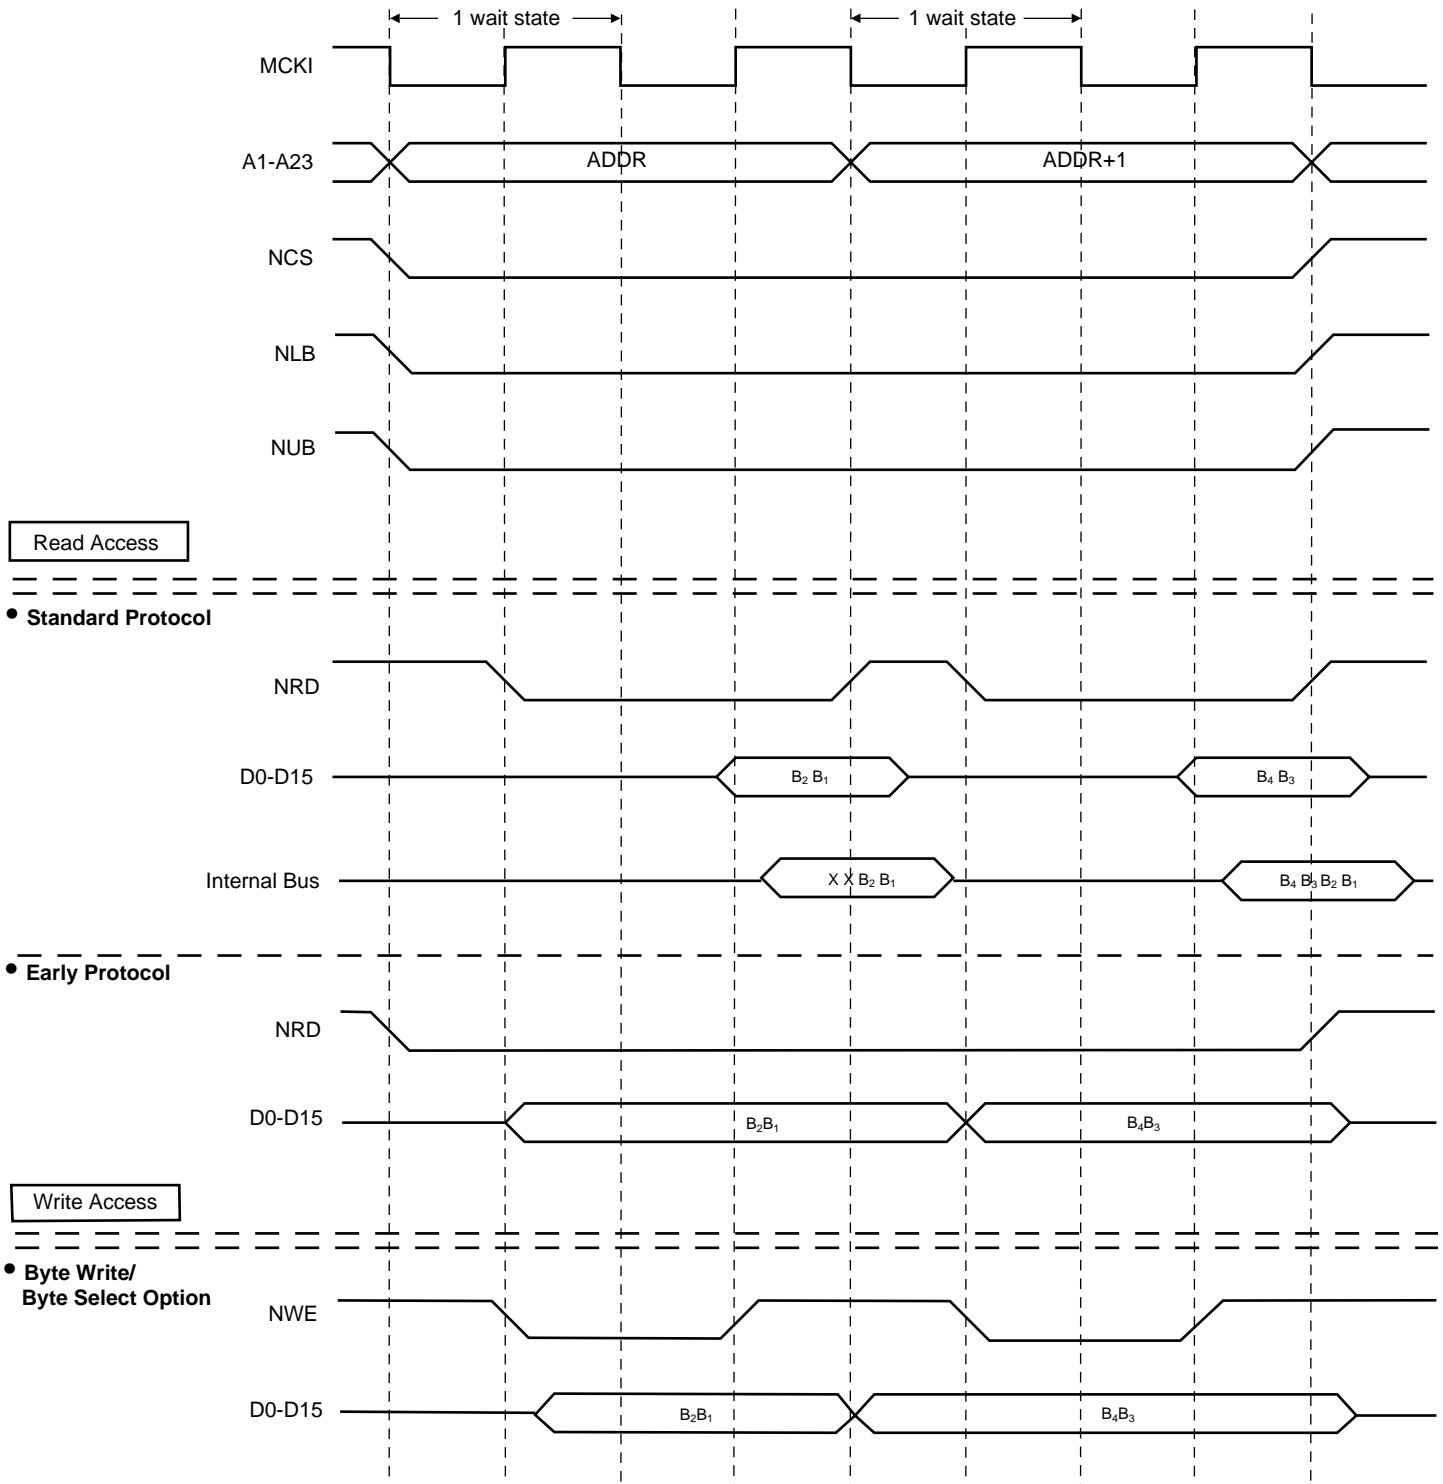 1 wait state 1 wait state
MCKI
A1-A23 ADDR ADDR+1
NCS
NLB
NUB
Read Access
• Standard Protocol
NRD
D0-D15 B₂ B₁ B₄ B₃
Internal Bus X X B₂ B₁ B₄ B₃ B₂ B₁
• Early Protocol
NRD
D0-D15 B₂B₁ B₄B₃
Write Access
• Byte Write/
Byte Select Option
NWE
D0-D15 B₂B₁ B₄B₃